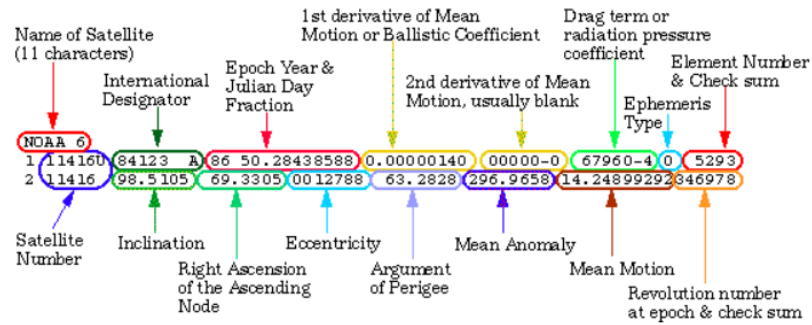 Name of Satellite
(11 characters)
International
Designator
Epoch Year &
Julian Day
Fraction
1st derivative of Mean
Motion or Ballistic Coefficient
2nd derivative of Mean
Motion, usually blank
Drag term or
radiation pressure
coefficient
Ephemeris
Type
Element Number
& Check sum
NOAA 6
1 11416U 84123 A 86 50.28438588 0.00000140 00000-0 67960-4 0 5293
2 11416 98.5105 69.3305 0012788 63.2828 296.9658 14.24899292346978
Satellite
Number
Inclination
Right Ascension
of the Ascending
Node
Eccentricity
Argument
of Perigee
Mean Anomaly
Mean Motion
Revolution number
at epoch & check sum